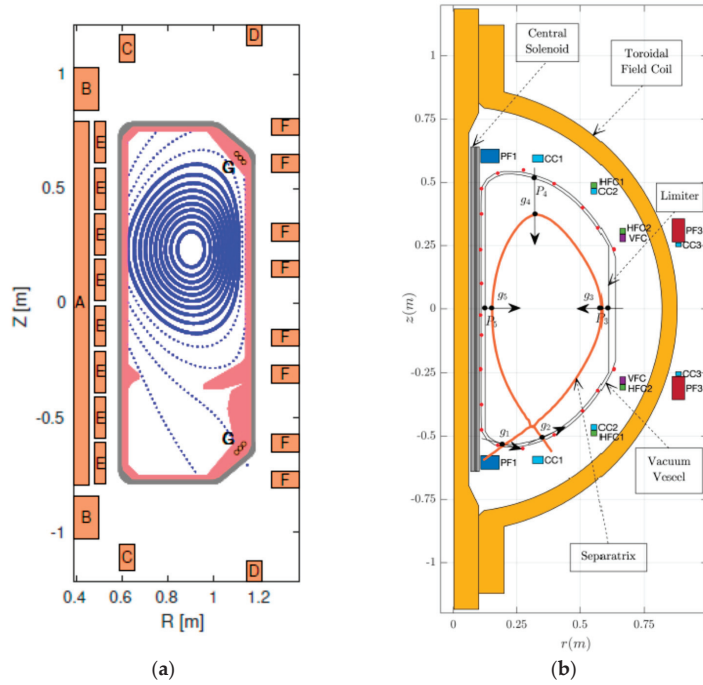 C
D
1
B
F
E
G
F
0.5
E
E
F
E
F
Z [m]
0
A
E
F
E
F
-0.5
E
G
F
E
F
B
-1
C
D
0.4 0.6 0.8 1 1.2
R [m]
(a)
Central
Solenoid
Toroidal
Field Coil
1
0.75
PF1
CC1
0.5
P4
HFC1
CC2
Limiter
g4
0.25
HFC2
VFC
PF3
CC3
z(m)
0
g5
P5
g3
P3
-0.25
VFC
HFC2
CC3
PF3
g1
g2
CC2
HFC1
-0.5
PF1
CC1
Vacuum
Vessel
-0.75
Separatrix
-1
0 0.25 0.5 0.75
r(m)
(b)